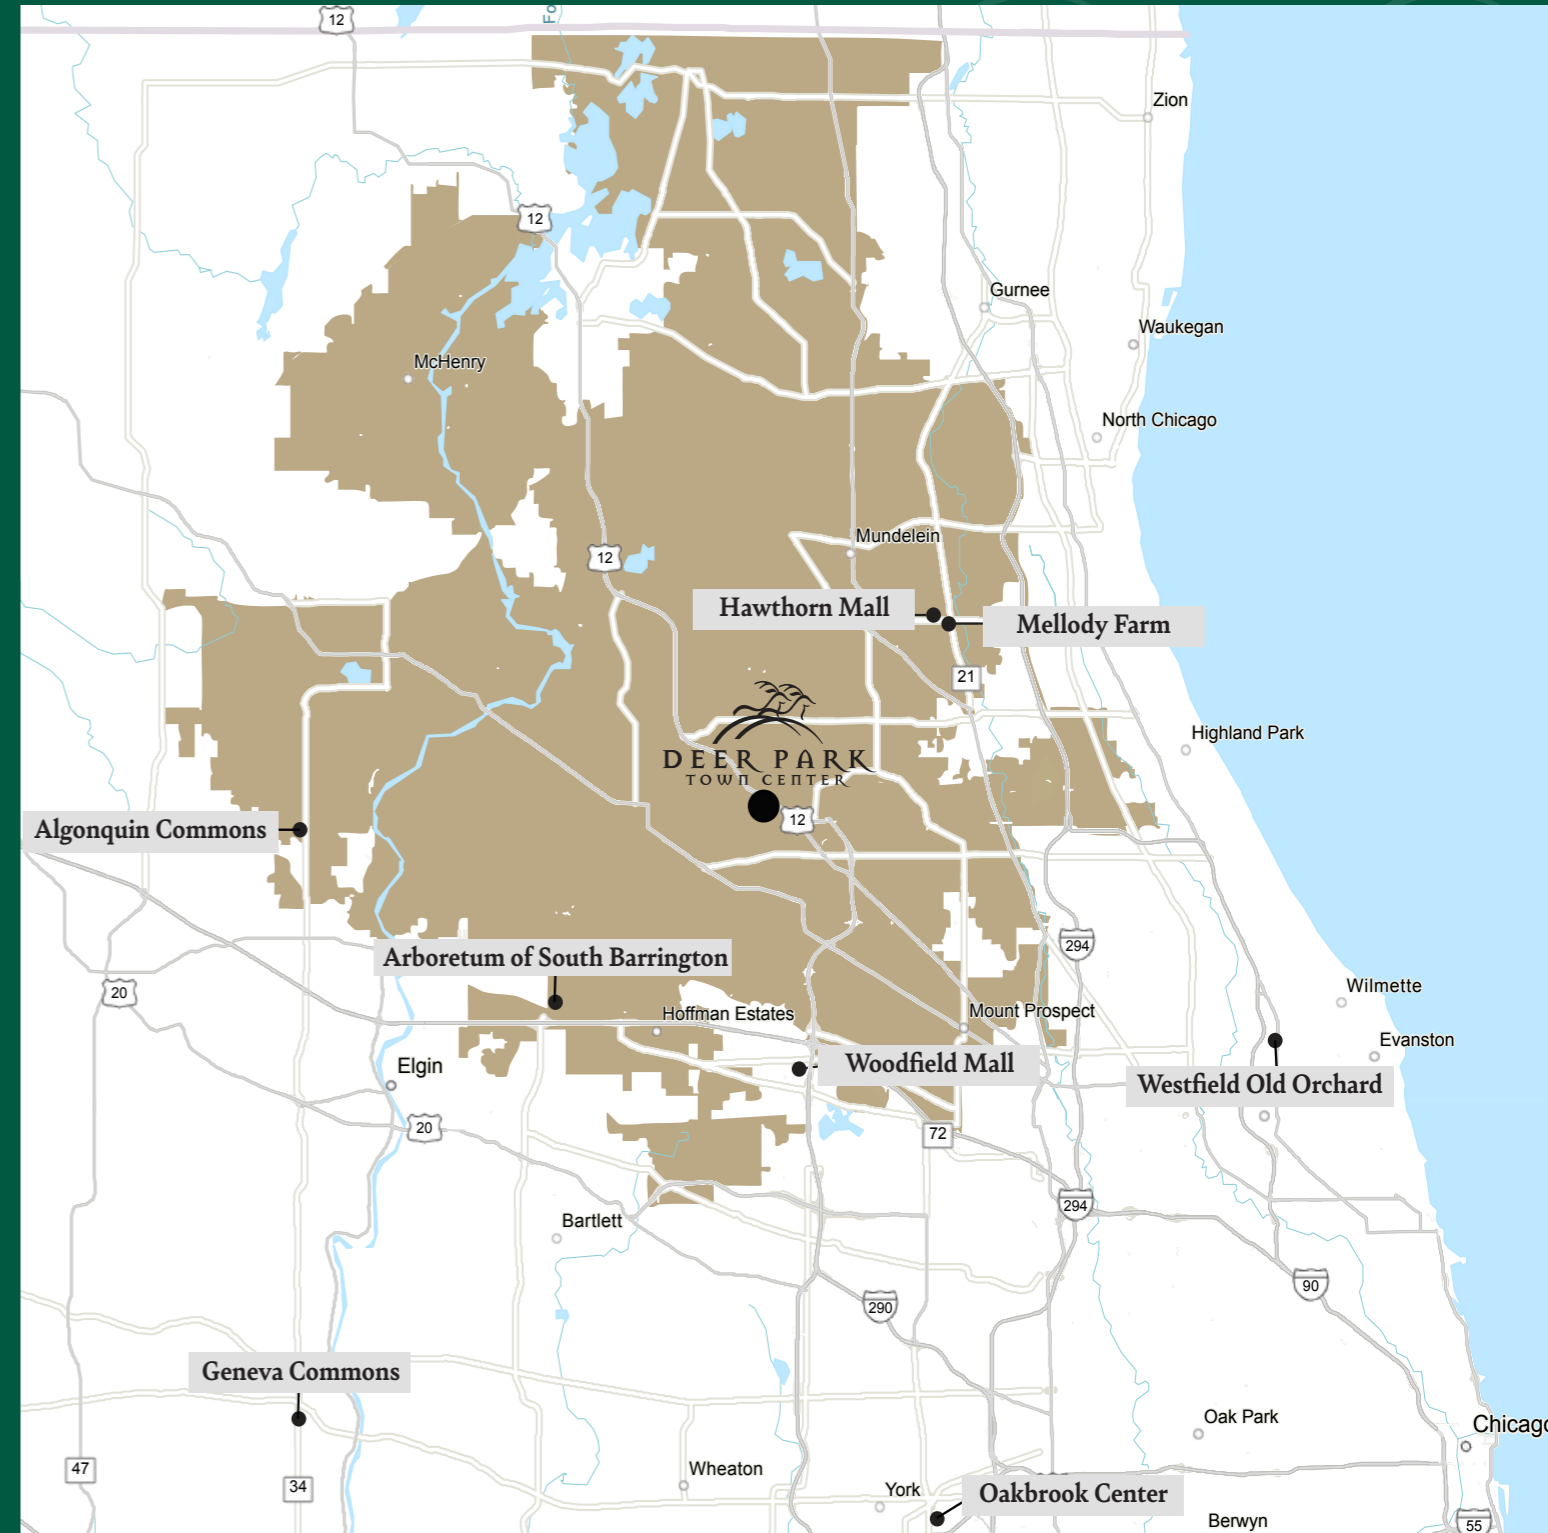 12
Fo
Zion
12
Gurnee
Waukegan
McHenry
North Chicago
Mundelein
12
Hawthorn Mall
Mellody Farm
21
Highland Park
DEER PARK
TOWN CENTER
12
Algonquin Commons
294
Arboretum of South Barrington
20
Wilmette
Hoffman Estates
Mount Prospect
Evanston
Elgin
Woodfield Mall
Westfield Old Orchard
20
72
294
Bartlett
90
290
Geneva Commons
Oak Park
Chicago
47
Wheaton
34
York
Oakbrook Center
Berwyn
55